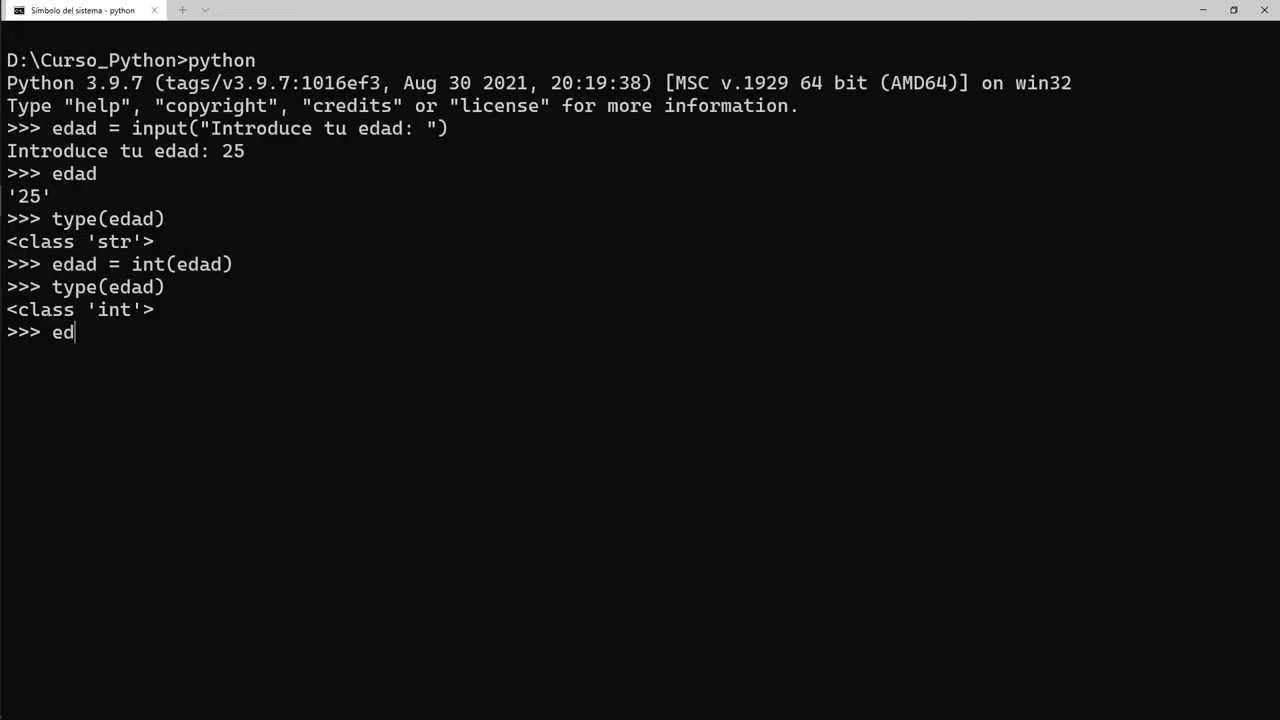 Símbolo del sistema - python
D:\Curso_Python>python
Python 3.9.7 (tags/v3.9.7:1016ef3, Aug 30 2021, 20:19:38) [MSC v.1929 64 bit (AMD64)] on win32
Type "help", "copyright", "credits" or "license" for more information.
>>> edad = input("Introduce tu edad: ")
Introduce tu edad: 25
>>> edad
'25'
>>> type(edad)
<class 'str'>
>>> edad = int(edad)
>>> type(edad)
<class 'int'>
>>> ed